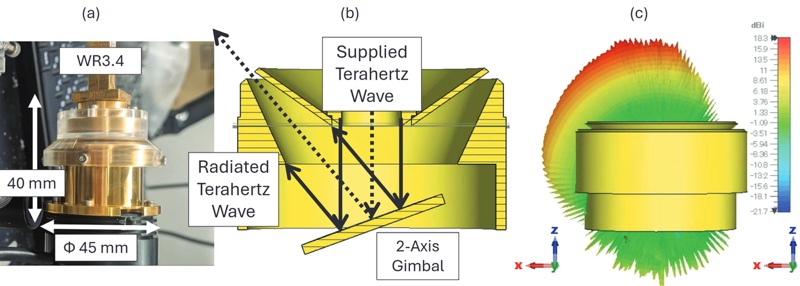 (a)
(b)
(c)
WR3.4
40 mm
Φ 45 mm
Supplied
Terahertz
Wave
Radiated
Terahertz
Wave
2-Axis
Gimbal
dBi
18.3
13.5
11
8.61
6.18
3.76
1.33
-1.09
-3.51
-5.94
-8.36
-10.8
-13.2
-15.6
-18.1
-21.7
z
x
y
z
x
y